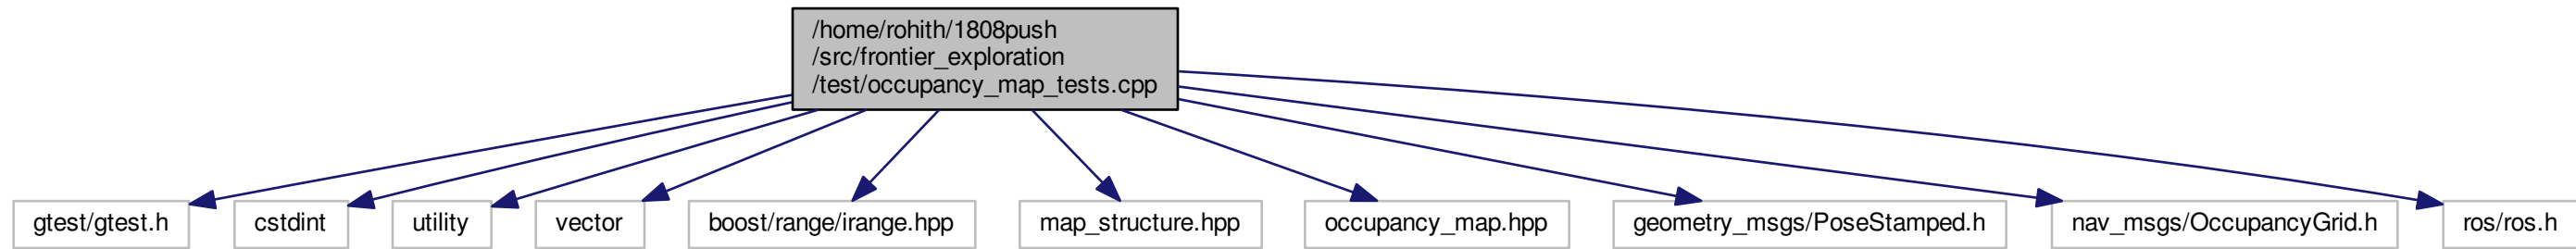 /home/rohith/1808push
/src/frontier_exploration
/test/occupancy_map_tests.cpp
gtest/gtest.h
cstdint
utility
vector
boost/range/irange.hpp
map_structure.hpp
occupancy_map.hpp
geometry_msgs/PoseStamped.h
nav_msgs/OccupancyGrid.h
ros/ros.h